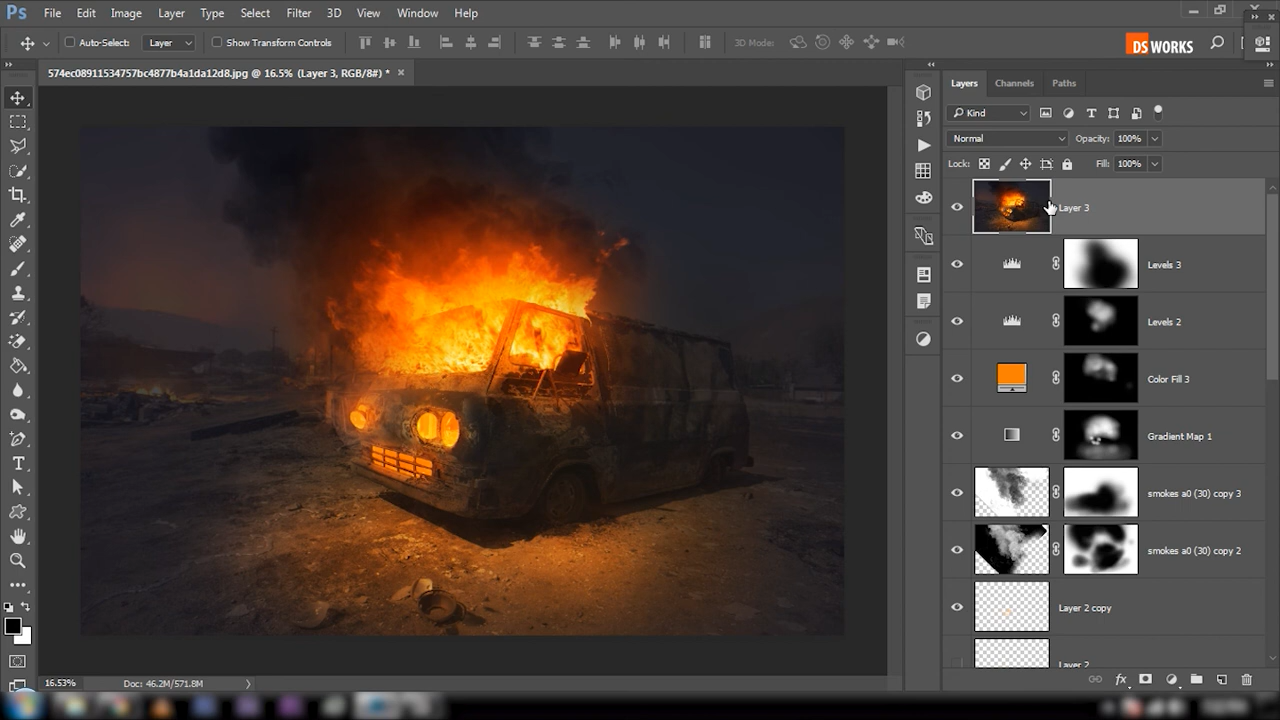 Ps File Edit Image Layer Type Select Filter 3D View Window Help
Auto-Select: Layer Show Transform Controls 3D Mode: DS WORKS
574ec08911534757bc4877b4a1da12d8.jpg @ 16.5% (Layer 3, RGB/8#) * ×
Layers Channels Paths
Kind
Normal Opacity: 100%
Lock: Fill: 100%
Layer 3
Levels 3
Levels 2
Color Fill 3
Gradient Map 1
smokes a0 (30) copy 3
smokes a0 (30) copy 2
Layer 2 copy
Layer 2
16.53% Doc: 46.2M/571.8M